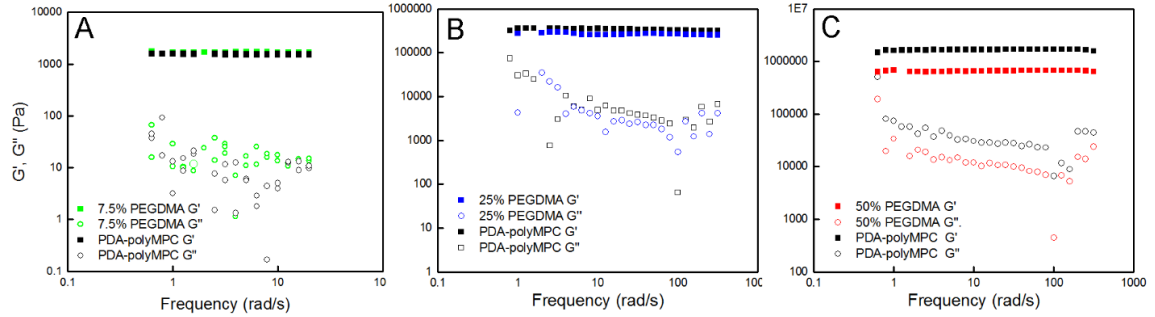 A
G', G" (Pa)
10000
1000
100
10
1
0.1
7.5% PEGDMA G'
7.5% PEGDMA G"
PDA-polyMPC G'
PDA-polyMPC G"
0.1
1
10
Frequency (rad/s)
B
1000000
100000
10000
1000
100
10
1
25% PEGDMA G'
25% PEGDMA G"
PDA-polyMPC G'
PDA-polyMPC G"
0.1
1
10
100
Frequency (rad/s)
C
1E7
1000000
100000
10000
1000
100
50% PEGDMA G'
50% PEGDMA G".
PDA-polyMPC G'
PDA-polyMPC G"
0.1
1
10
100
1000
Frequency (rad/s)